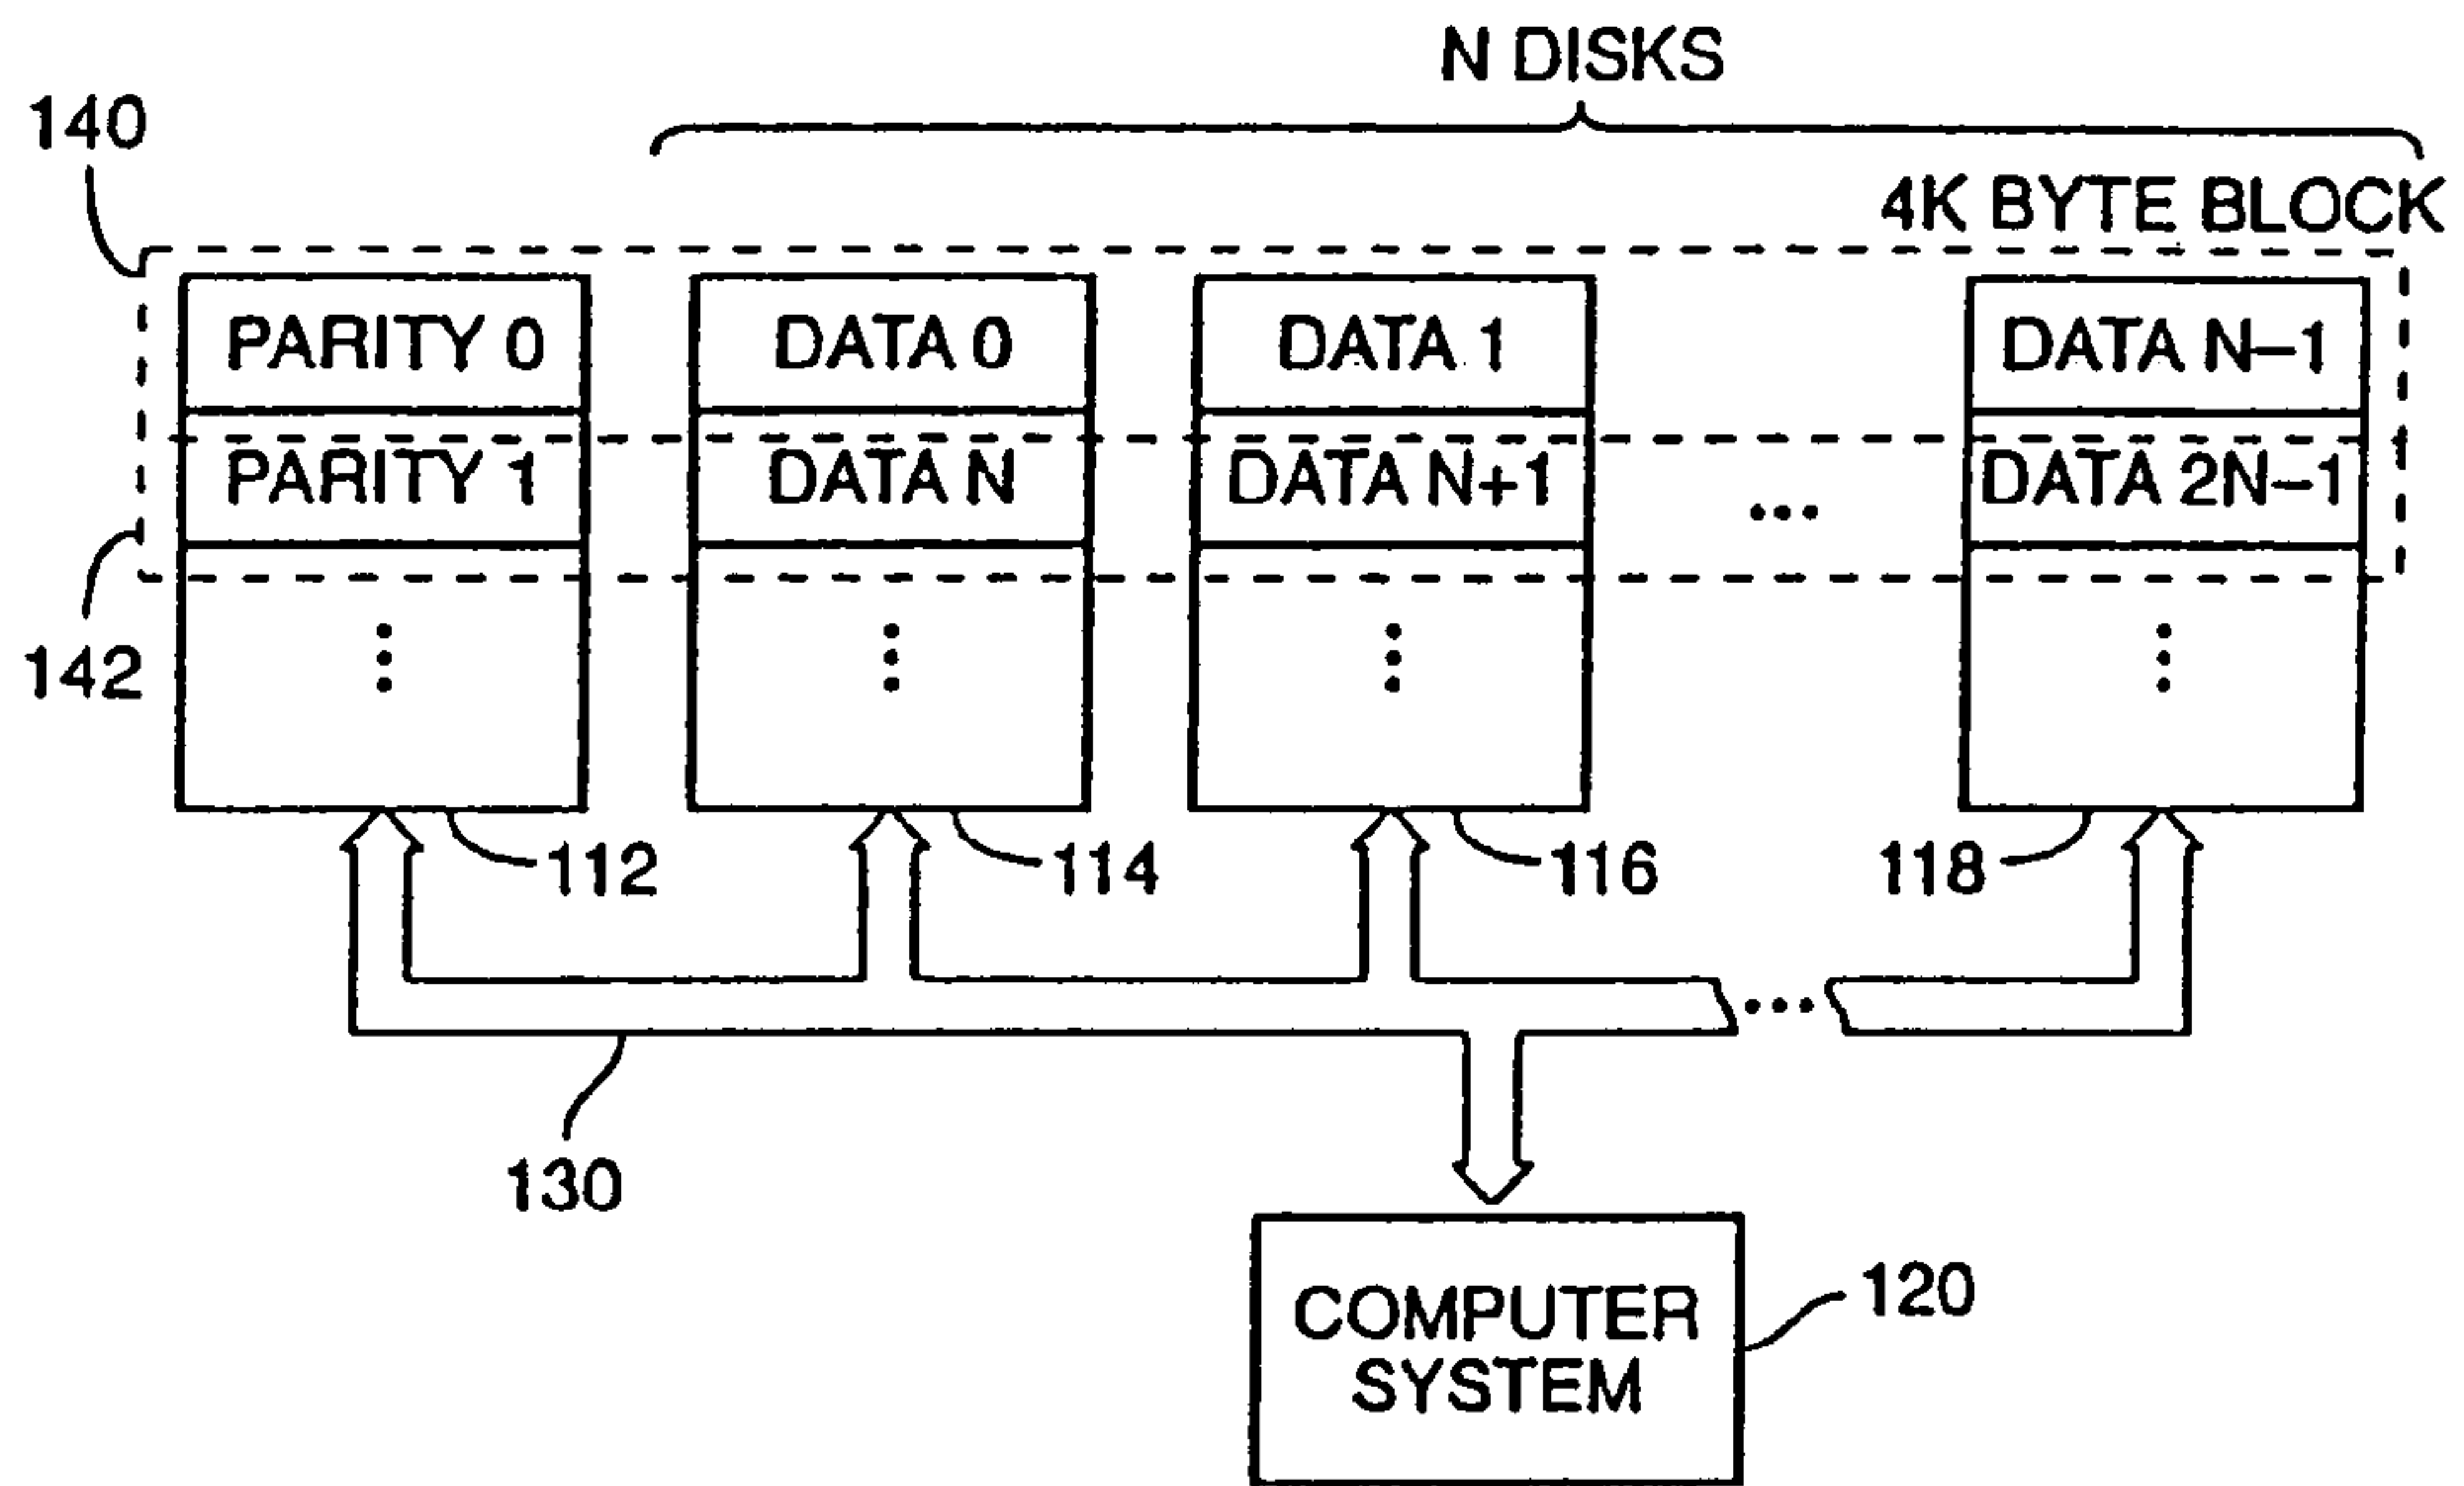 N DISKS
140
4K BYTE BLOCK
PARITY 0
DATA 0
DATA 1
DATA N–1
PARITY 1
DATA N
DATA N+1
...
DATA 2N–1
142
112
114
116
118
...
130
COMPUTER
SYSTEM
120